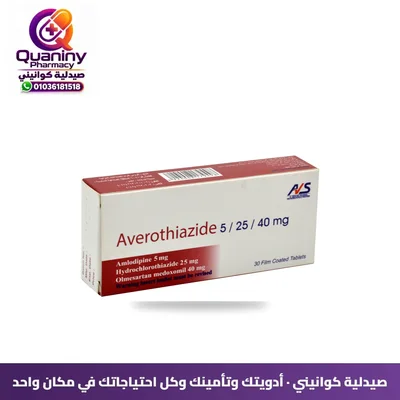 Quaniny
Pharmacy
صيدلية كوانيني
01036181518
AVS
Averothiazide 5 / 25 / 40 mg
Amlodipine 5 mg
Hydrochlorothiazide 25 mg
Olmesartan medoxomil 40 mg
30 Film Coated Tablets
صيدلية كوانيني - أدويتك وتأمينك وكل احتياجاتك في مكان واحد